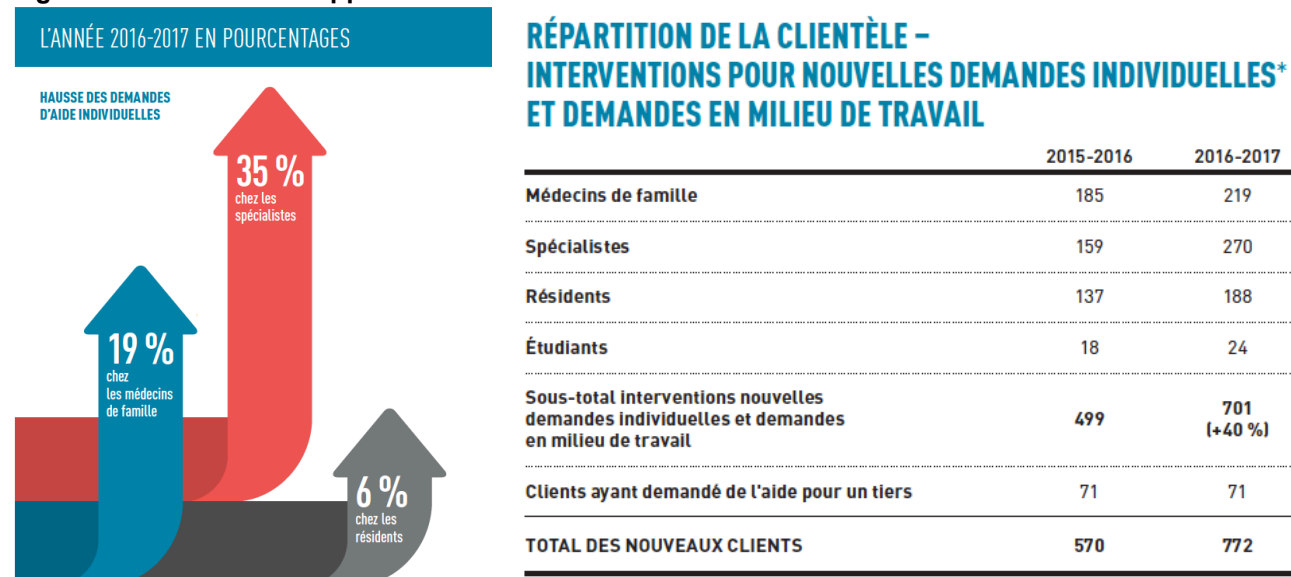 L'ANNÉE 2016-2017 EN POURCENTAGES
HAUSSE DES DEMANDES
D'AIDE INDIVIDUELLES
35 %
chez les
spécialistes
19 %
chez
les médecins
de famille
6 %
chez les
résidents
RÉPARTITION DE LA CLIENTÈLE –
INTERVENTIONS POUR NOUVELLES DEMANDES INDIVIDUELLES*
ET DEMANDES EN MILIEU DE TRAVAIL
2015-2016 2016-2017
Médecins de famille 185 219
Spécialistes 159 270
Résidents 137 188
Étudiants 18 24
Sous-total interventions nouvelles
demandes individuelles et demandes
en milieu de travail 499 701
(+40 %)
Clients ayant demandé de l'aide pour un tiers 71 71
TOTAL DES NOUVEAUX CLIENTS 570 772